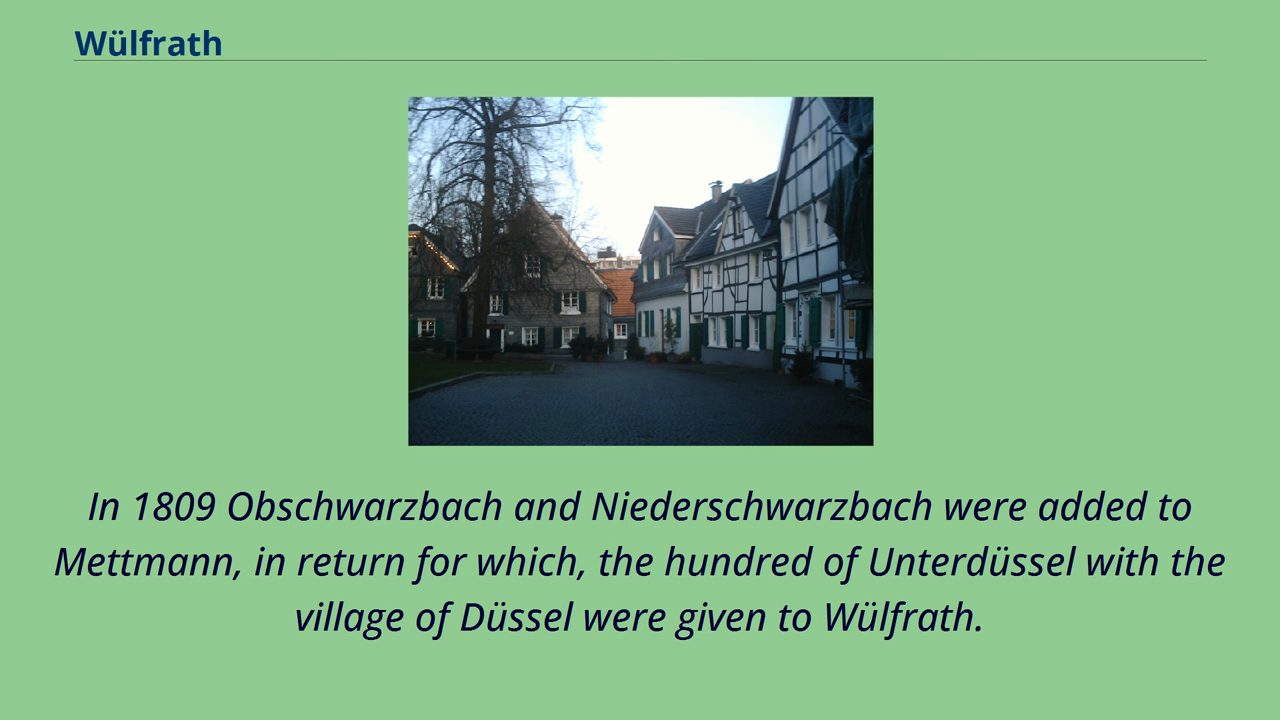 Wülfrath
In 1809 Obschwarzbach and Niederschwarzbach were added to
Mettmann, in return for which, the hundred of Unterdüssel with the
village of Düssel were given to Wülfrath.